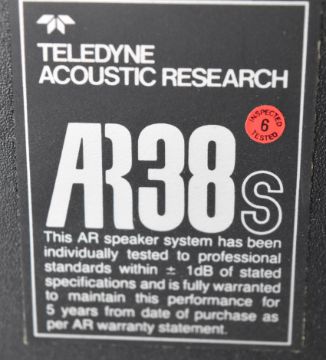 TELEDYNE
ACOUSTIC RESEARCH
INSPECTED
6
TESTED
AR38s
This AR speaker system has been
individually tested to professional
standards within ± 1dB of stated
specifications and is fully warranted
to maintain this performance for
5 years from date of purchase as
per AR warranty statement.